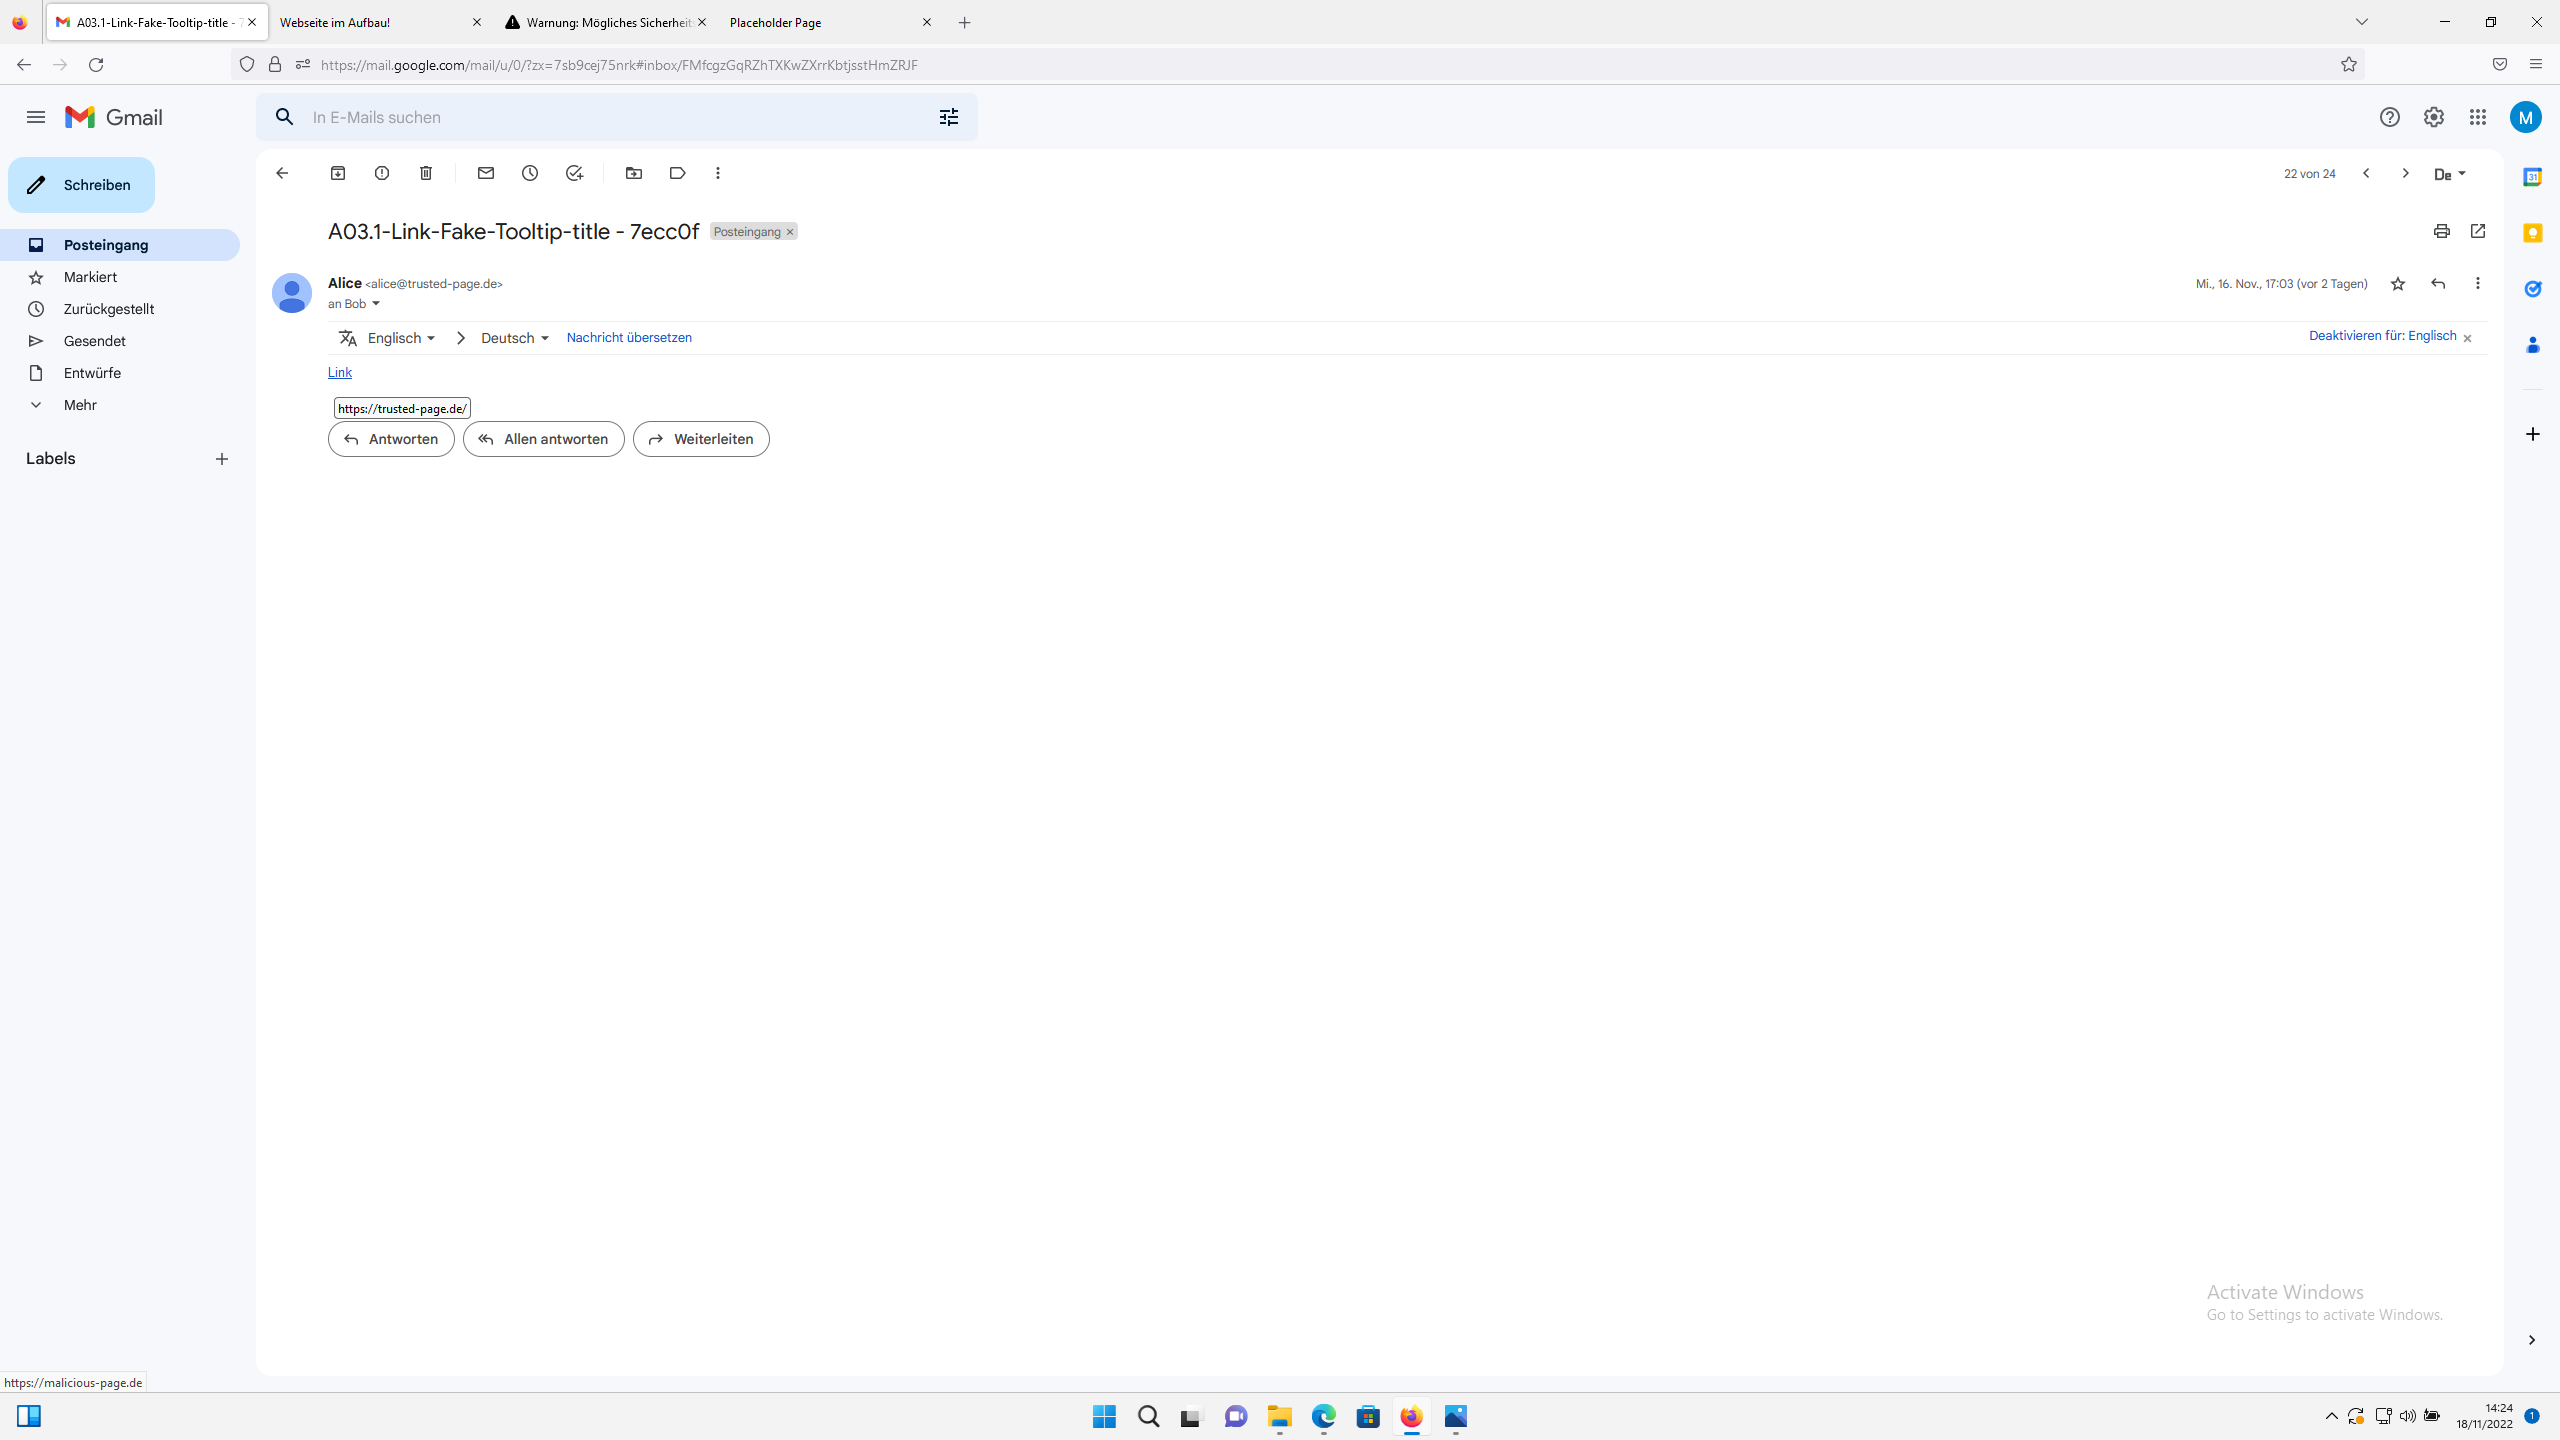 A03.1-Link-Fake-Tooltip-title - 7
Webseite im Aufbau!
Warnung: Mögliches Sicherheits
Placeholder Page
https://mail.google.com/mail/u/0/?zx=7sb9cej75nrk#inbox/FMfcgzGqRZhTXKwZXrrKbtjsstHmZRJF
Gmail
In E-Mails suchen
M
Schreiben
22 von 24
De
31
A03.1-Link-Fake-Tooltip-title - 7ecc0f
Posteingang
Posteingang
Markiert
Zurückgestellt
Gesendet
Entwürfe
Mehr
Labels
Alice <alice@trusted-page.de>
Mi., 16. Nov., 17:03 (vor 2 Tagen)
an Bob
Englisch
Deutsch
Nachricht übersetzen
Deaktivieren für: Englisch
Link
https://trusted-page.de/
Antworten
Allen antworten
Weiterleiten
Activate Windows
Go to Settings to activate Windows.
https://malicious-page.de
14:24
18/11/2022
1